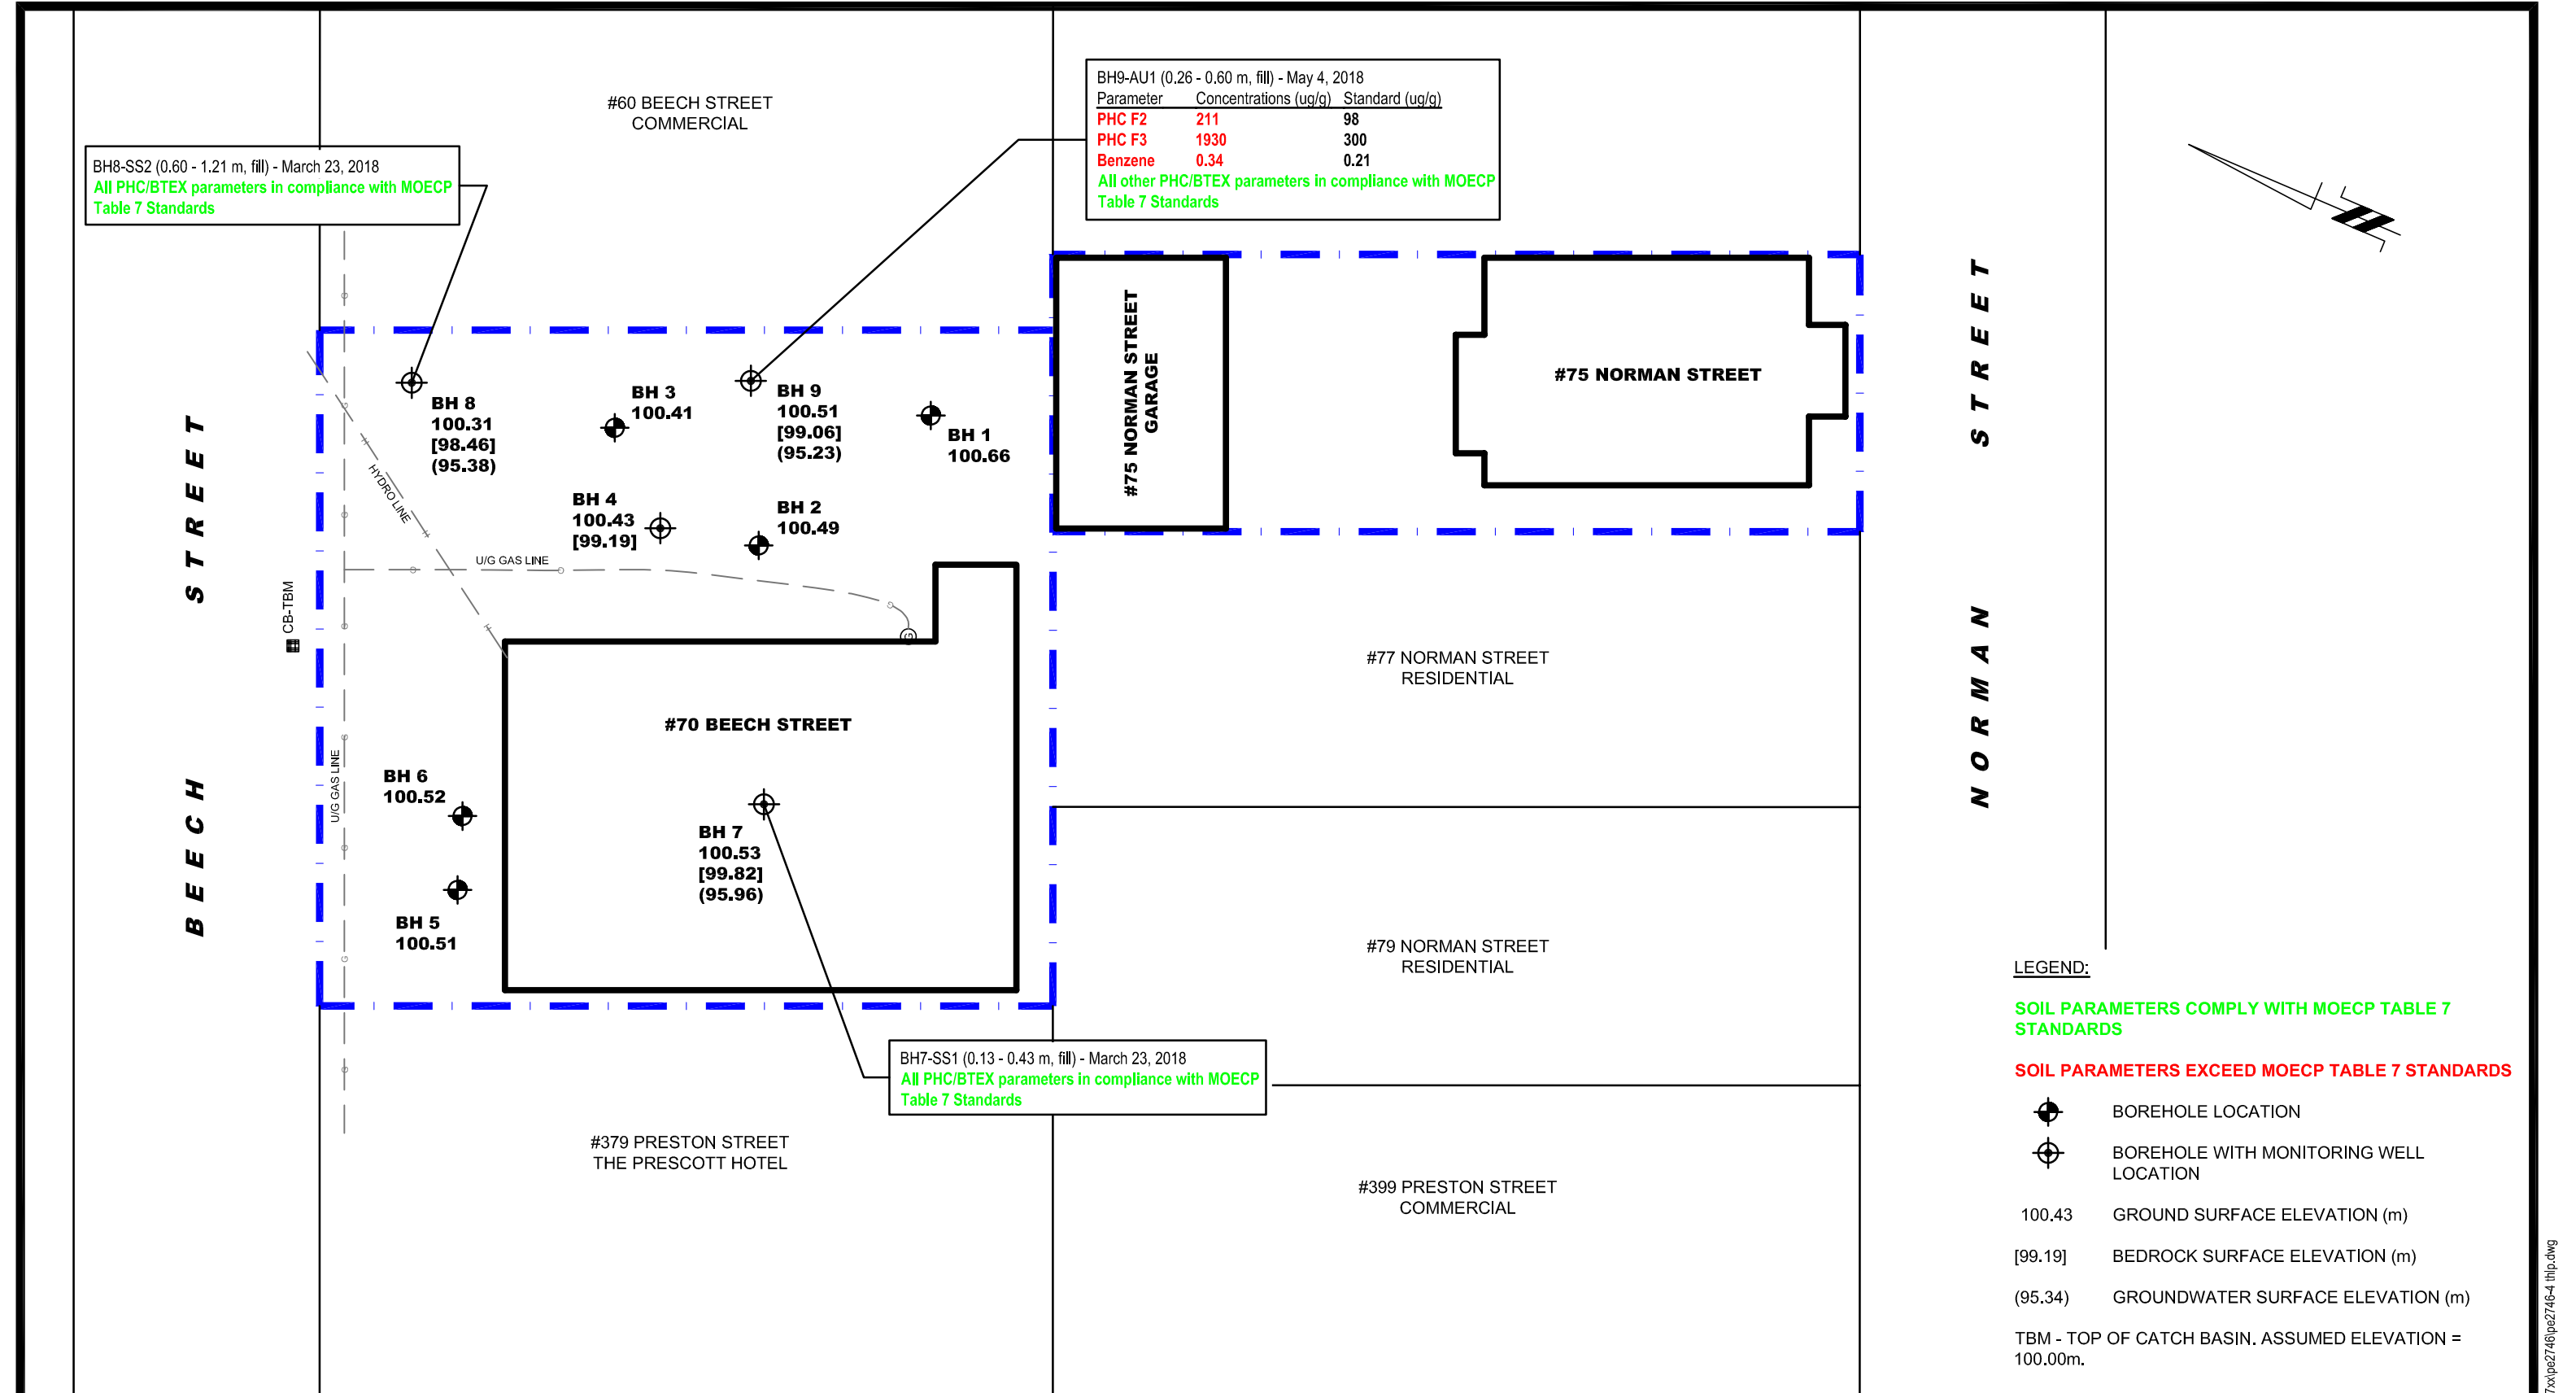 #60 BEECH STREET
COMMERCIAL
BH9-AU1 (0.26 - 0.60 m, fill) - May 4, 2018
Parameter Concentrations (ug/g) Standard (ug/g)
PHC F2 211 98
PHC F3 1930 300
Benzene 0.34 0.21
All other PHC/BTEX parameters in compliance with MOECP
Table 7 Standards
BH8-SS2 (0.60 - 1.21 m, fill) - March 23, 2018
All PHC/BTEX parameters in compliance with MOECP
Table 7 Standards
BH 8
100.31
[98.46]
(95.38)
BH 3
100.41
BH 9
100.51
[99.06]
(95.23)
BH 1
100.66
BH 4
100.43
[99.19]
BH 2
100.49
HYDRO LINE
U/G GAS LINE
G
#75 NORMAN STREET
GARAGE
#75 NORMAN STREET
NORMAN STREET
BEECH STREET
CB-TBM
U/G GAS LINE
#70 BEECH STREET
BH 6
100.52
BH 5
100.51
BH 7
100.53
[99.82]
(95.96)
#77 NORMAN STREET
RESIDENTIAL
#79 NORMAN STREET
RESIDENTIAL
BH7-SS1 (0.13 - 0.43 m, fill) - March 23, 2018
All PHC/BTEX parameters in compliance with MOECP
Table 7 Standards
#379 PRESTON STREET
THE PRESCOTT HOTEL
#399 PRESTON STREET
COMMERCIAL
LEGEND:
SOIL PARAMETERS COMPLY WITH MOECP TABLE 7
STANDARDS
SOIL PARAMETERS EXCEED MOECP TABLE 7 STANDARDS
BOREHOLE LOCATION
BOREHOLE WITH MONITORING WELL
LOCATION
100.43 GROUND SURFACE ELEVATION (m)
[99.19] BEDROCK SURFACE ELEVATION (m)
(95.34) GROUNDWATER SURFACE ELEVATION (m)
TBM - TOP OF CATCH BASIN. ASSUMED ELEVATION =
100.00m.
7xx\pe2746\pe2746-4 thlp.dwg